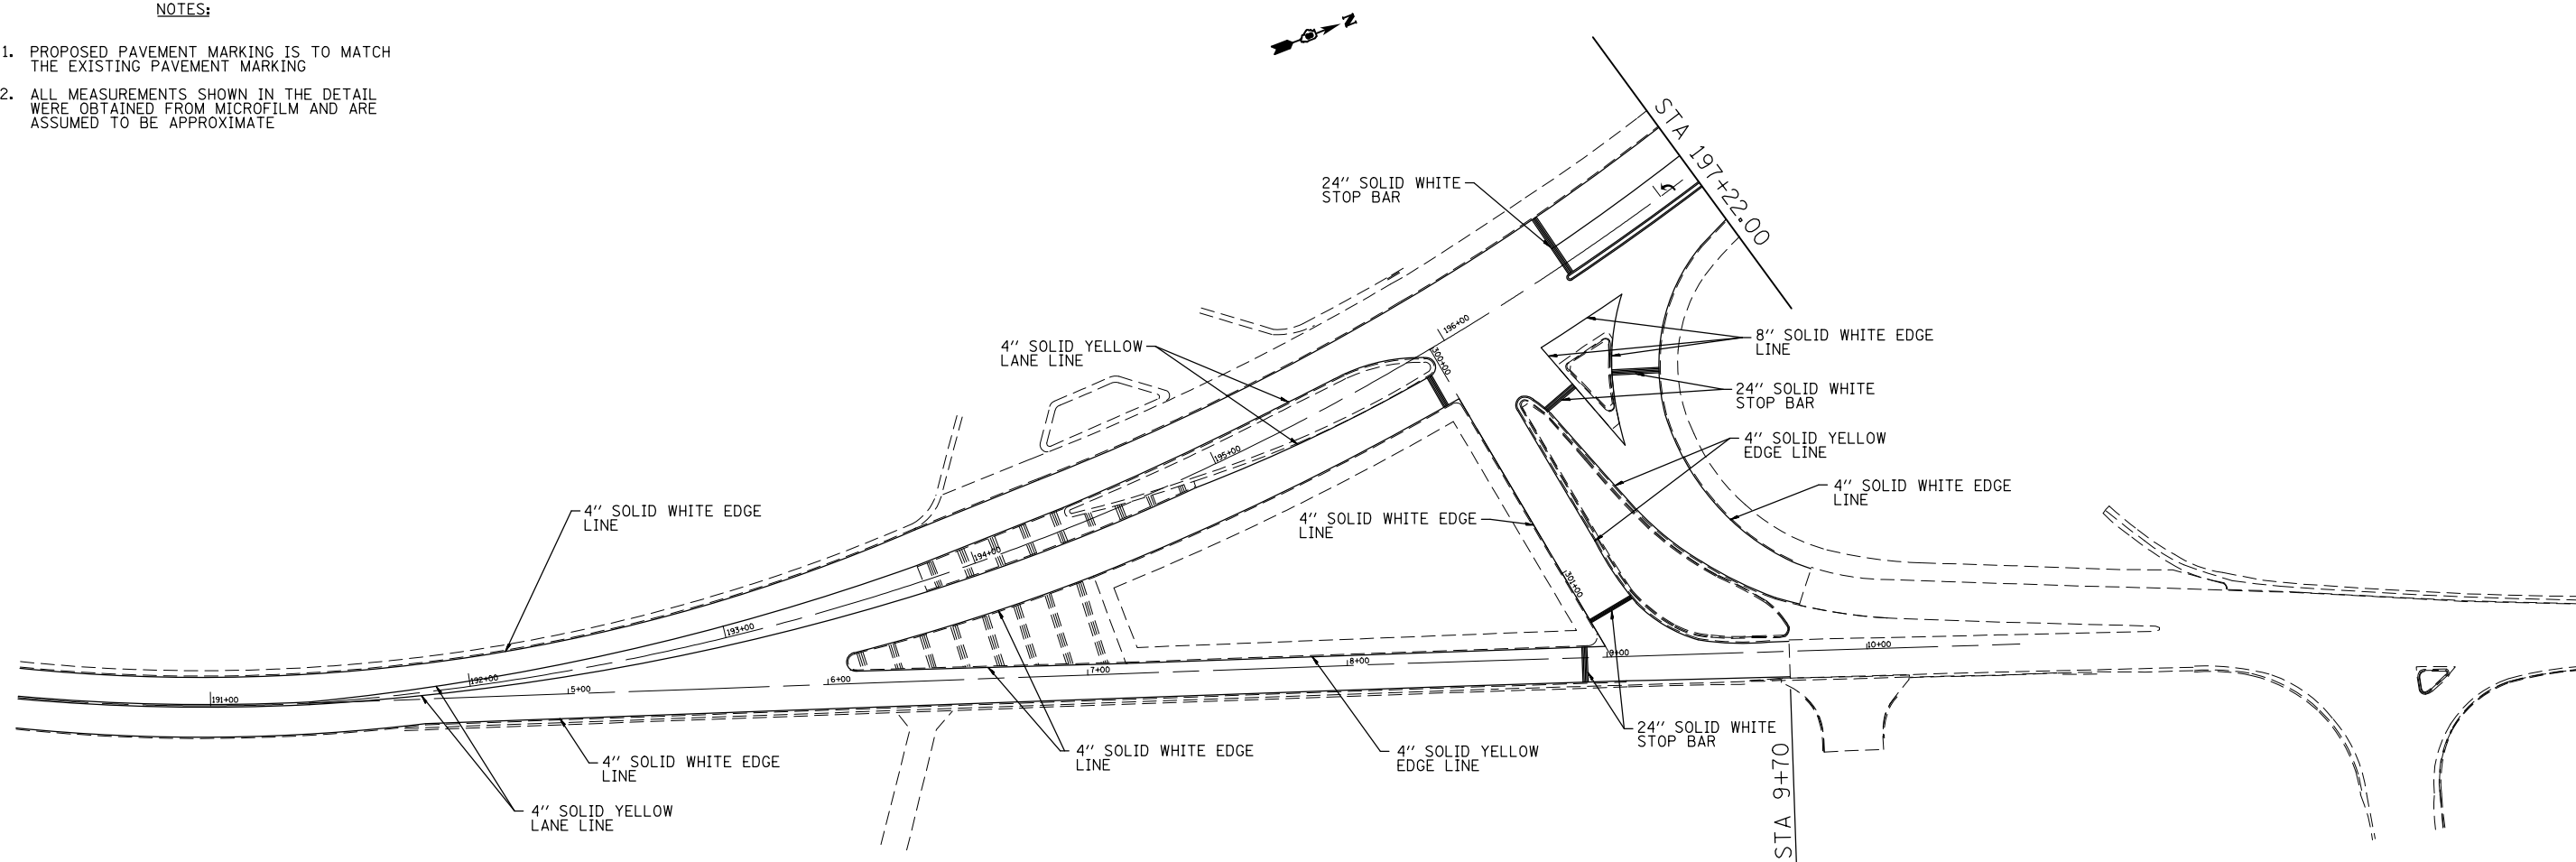 NOTES:
1. PROPOSED PAVEMENT MARKING IS TO MATCH
THE EXISTING PAVEMENT MARKING
2. ALL MEASUREMENTS SHOWN IN THE DETAIL
WERE OBTAINED FROM MICROFILM AND ARE
ASSUMED TO BE APPROXIMATE
N
STA 197+22.00
24'' SOLID WHITE
STOP BAR
196+00
300+00
8'' SOLID WHITE EDGE
LINE
4'' SOLID YELLOW
LANE LINE
24'' SOLID WHITE
STOP BAR
195+00
4'' SOLID YELLOW
EDGE LINE
4'' SOLID WHITE EDGE
LINE
4'' SOLID WHITE EDGE
LINE
4'' SOLID WHITE EDGE
LINE
194+00
301+00
193+00
192+00
191+00
5+00
6+00
7+00
8+00
9+00
10+00
24'' SOLID WHITE
STOP BAR
4'' SOLID WHITE EDGE
LINE
4'' SOLID WHITE EDGE
LINE
4'' SOLID YELLOW
EDGE LINE
4'' SOLID YELLOW
LANE LINE
STA 9+70